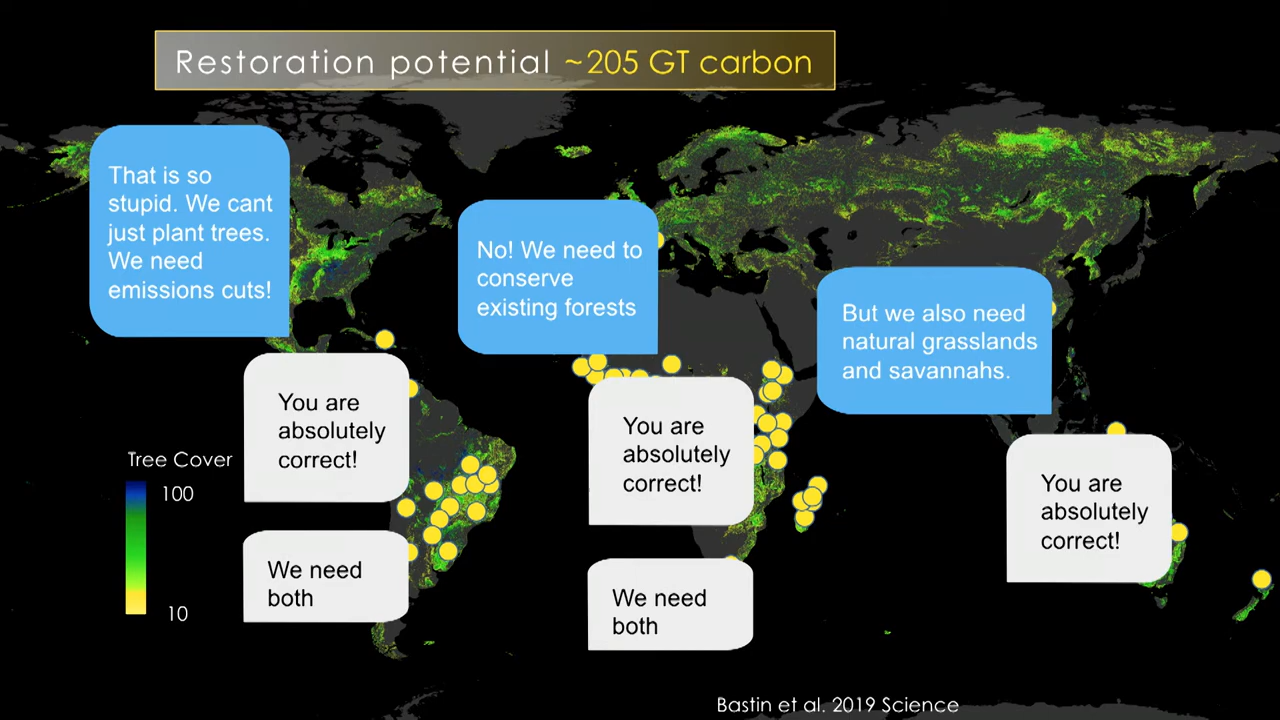 Restoration potential ~205 GT carbon
That is so
stupid. We cant
just plant trees.
We need
emissions cuts!
No! We need to
conserve
existing forests
But we also need
natural grasslands
and savannahs.
You are
absolutely
correct!
You are
absolutely
correct!
You are
absolutely
correct!
Tree Cover
100
10
We need
both
We need
both
Bastin et al. 2019 Science